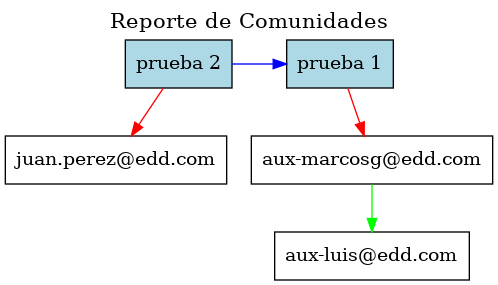 Reporte de Comunidades
prueba 2
prueba 1
juan.perez@edd.com
aux-marcosg@edd.com
aux-luis@edd.com